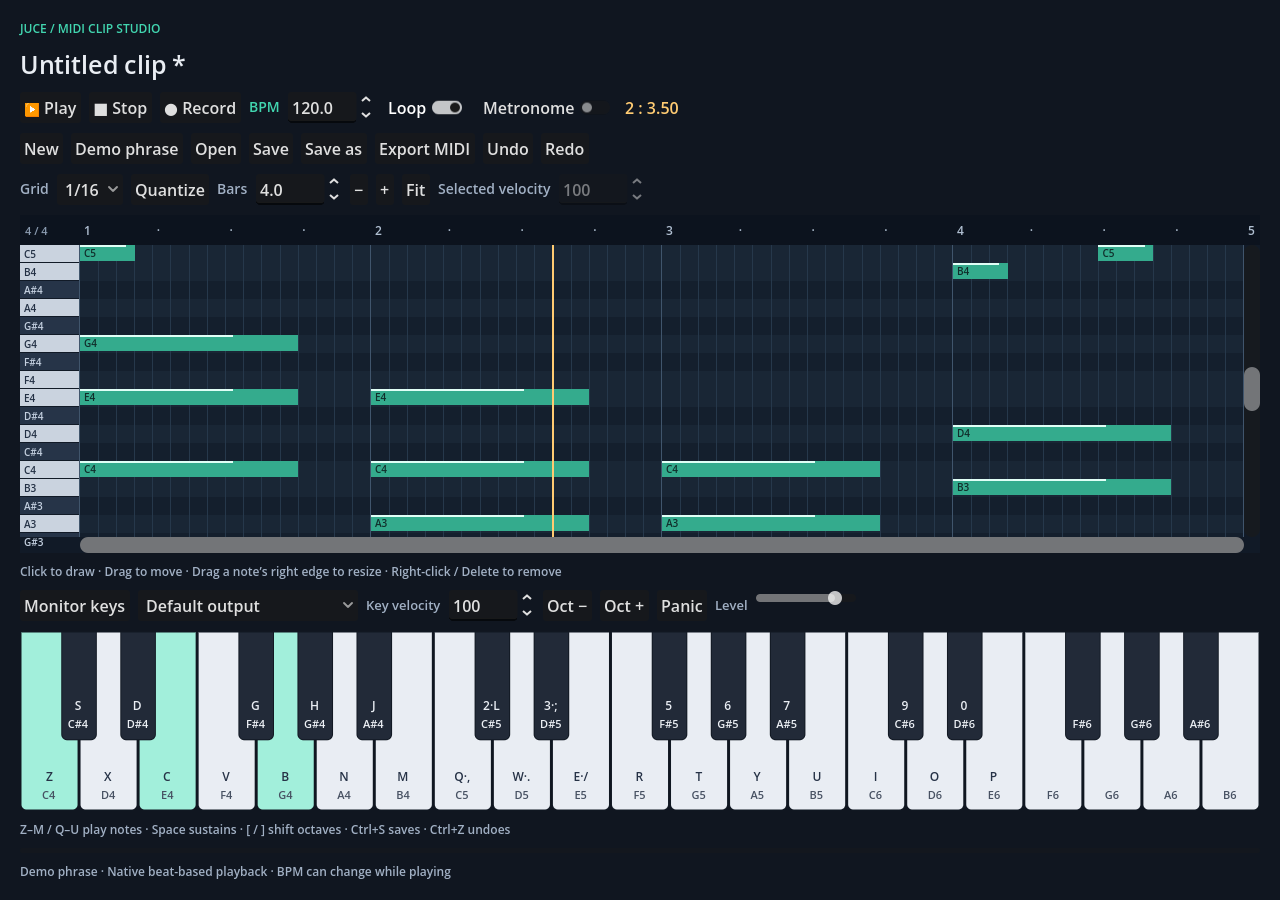 JUCE / MIDI CLIP STUDIO
Untitled clip *
Play Stop Record BPM 120.0 Loop Metronome 2 : 3.50
New Demo phrase Open Save Save as Export MIDI Undo Redo
Grid 1/16 Quantize Bars 4.0 − + Fit Selected velocity 100
4 / 4 1 · · · 2 · · · 3 · · · 4 · · · 5
C5 C5 C5
B4 B4
A#4
A4
G#4
G4 G4
F#4
F4
E4 E4 E4
D#4
D4 D4
C#4
C4 C4 C4 C4
B3 B3
A#3
A3 A3 A3
G#3
Click to draw · Drag to move · Drag a note’s right edge to resize · Right-click / Delete to remove
Monitor keys Default output Key velocity 100 Oct − Oct + Panic Level
S D G H J 2·L 3·; 5 6 7 9 0
C#4 D#4 F#4 G#4 A#4 C#5 D#5 F#5 G#5 A#5 C#6 D#6 F#6 G#6 A#6
Z X C V B N M Q·, W·. E·/ R T Y U I O P
C4 D4 E4 F4 G4 A4 B4 C5 D5 E5 F5 G5 A5 B5 C6 D6 E6 F6 G6 A6 B6
Z–M / Q–U play notes · Space sustains · [ / ] shift octaves · Ctrl+S saves · Ctrl+Z undoes
Demo phrase · Native beat-based playback · BPM can change while playing